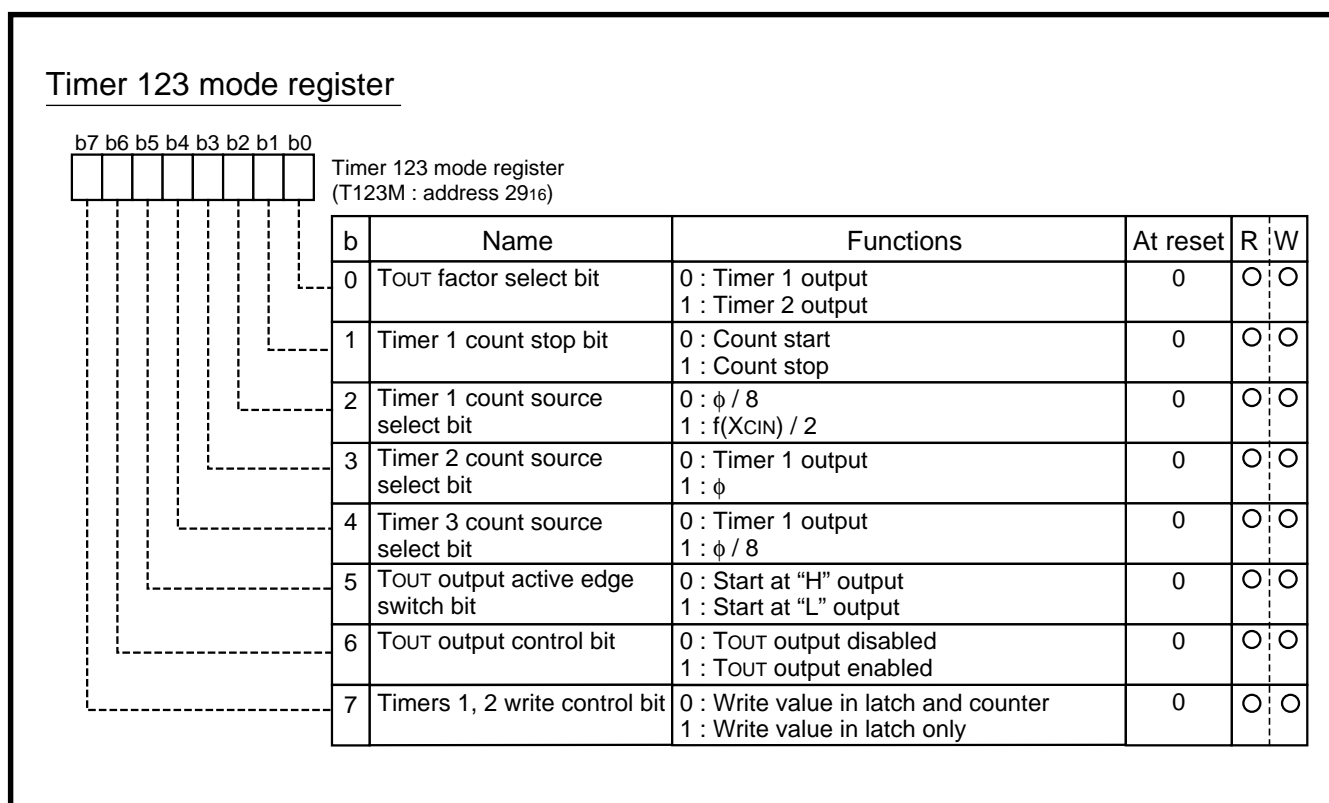 Timer 123 mode register
b7 b6 b5 b4 b3 b2 b1 b0
Timer 123 mode register
(T123M : address 2916)
b Name Functions At reset R W
0 TOUT factor select bit 0 : Timer 1 output 0 O O
1 : Timer 2 output
1 Timer 1 count stop bit 0 : Count start 0 O O
1 : Count stop
2 Timer 1 count source 0 : ϕ / 8 0 O O
select bit 1 : f(XCIN) / 2
3 Timer 2 count source 0 : Timer 1 output 0 O O
select bit 1 : ϕ
4 Timer 3 count source 0 : Timer 1 output 0 O O
select bit 1 : ϕ / 8
5 TOUT output active edge 0 : Start at “H” output 0 O O
switch bit 1 : Start at “L” output
6 TOUT output control bit 0 : TOUT output disabled 0 O O
1 : TOUT output enabled
7 Timers 1, 2 write control bit 0 : Write value in latch and counter 0 O O
1 : Write value in latch only